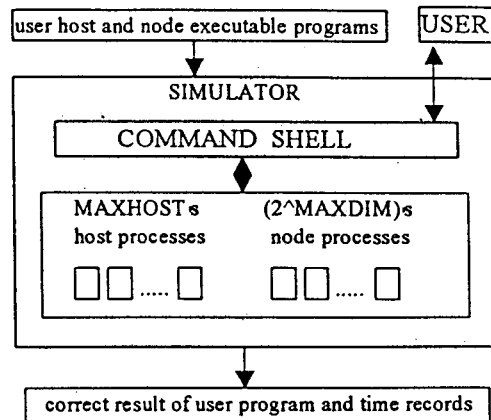 user host and node executable programs
USER
SIMULATOR
COMMAND SHELL
MAXHOST's
(2^MAXDIM)'s
host processes
node processes
.....
.....
correct result of user program and time records